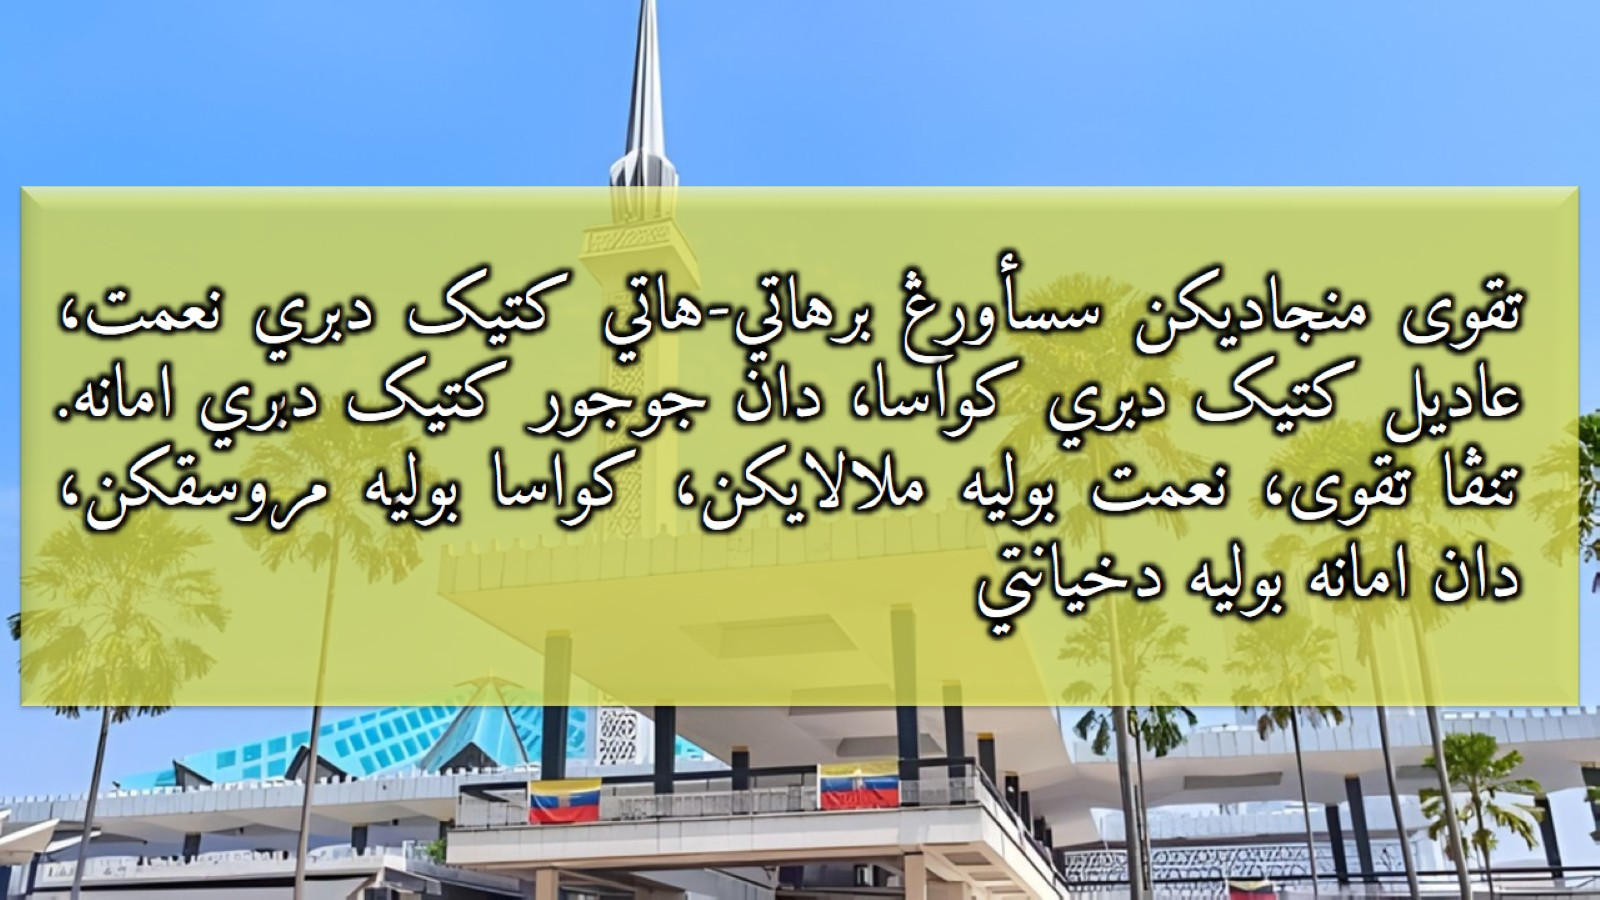 تقوى منجاديکن سسأورڠ برهاتي-هاتي کتيک دبري نعمت،
عاديل کتيک دبري کواسا، دان جوجور کتيک دبري امانه.
تنڤا تقوى، نعمت بوليه ملالايکن، کواسا بوليه مروسقکن،
دان امانه بوليه دخيانتي